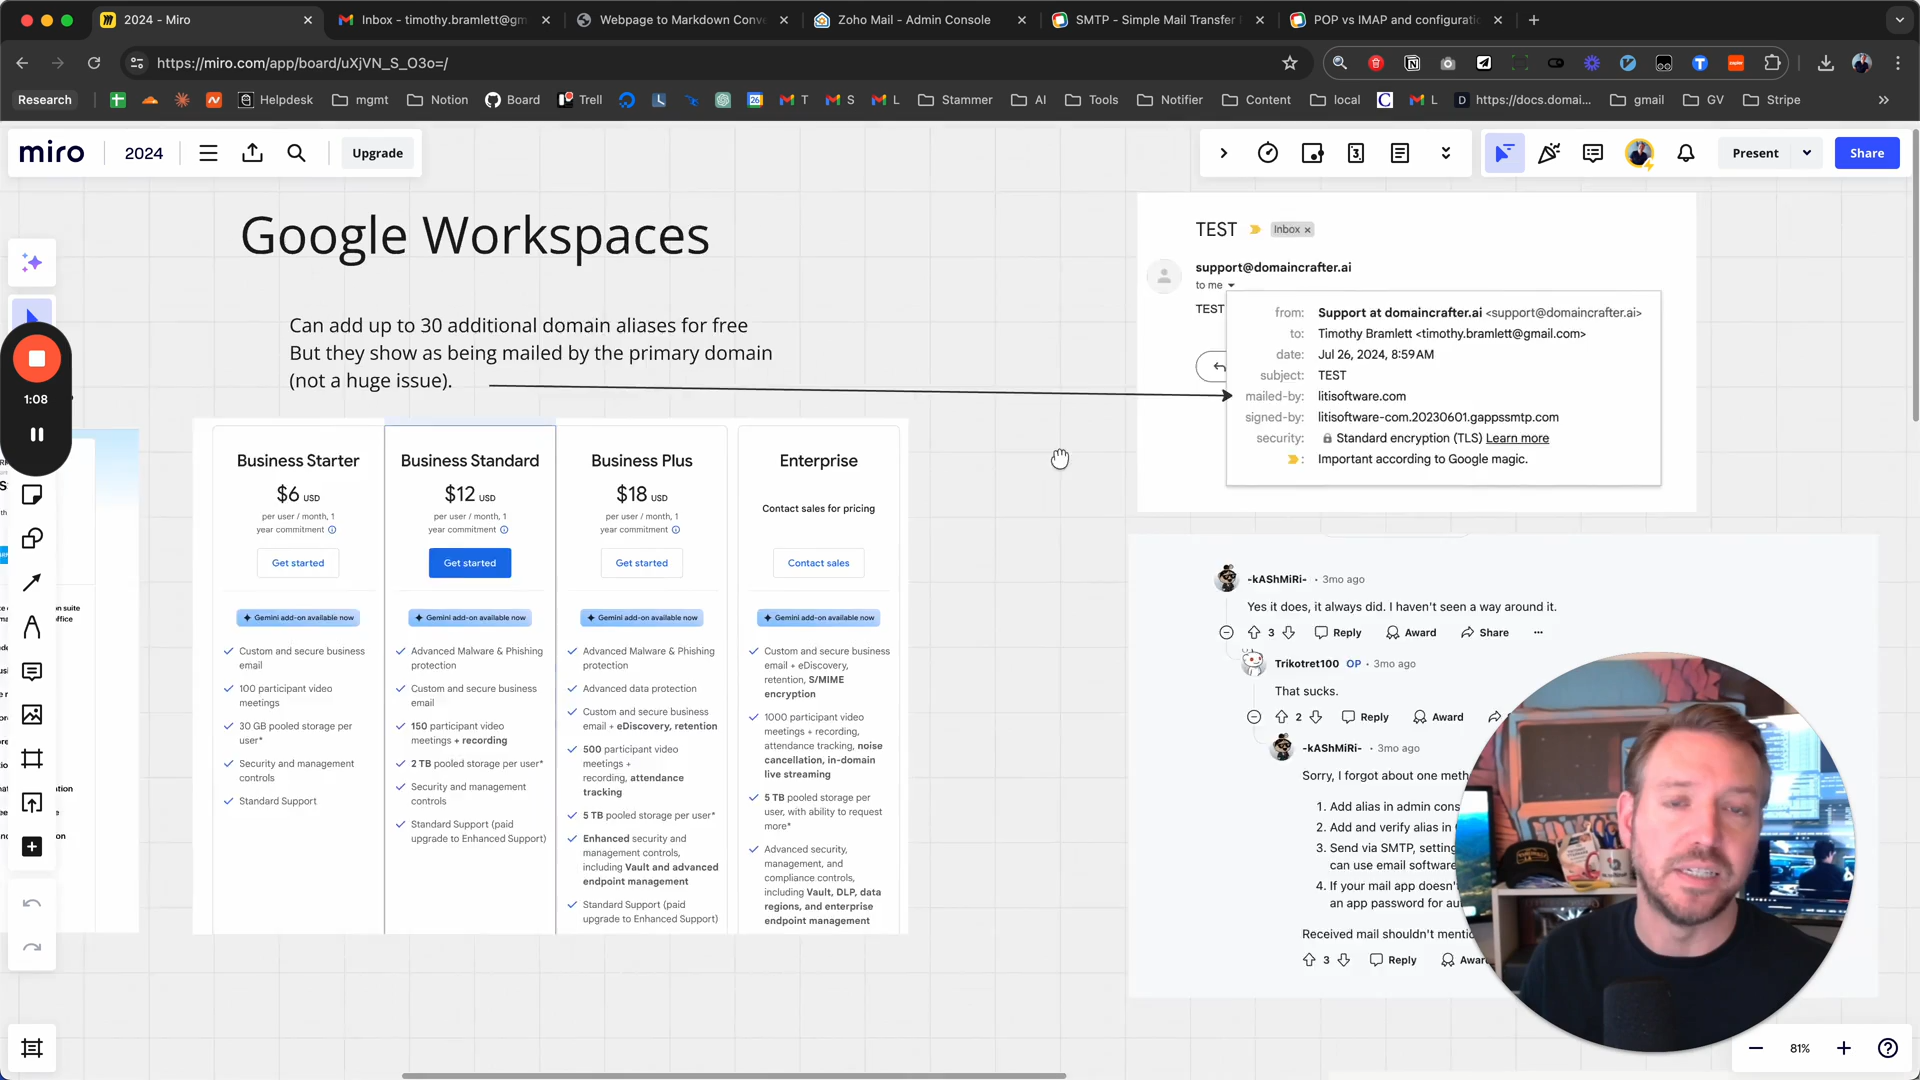 2024 - Miro
Inbox - timothy.bramlett@gm
Webpage to Markdown Conve
Zoho Mail - Admin Console
SMTP - Simple Mail Transfer
POP vs IMAP and configurati
https://miro.com/app/board/uXjVN_S_O3o=/
Research
Helpdesk
mgmt
Notion
Board
Trell
T
S
L
Stammer
AI
Tools
Notifier
Content
local
L
https://docs.domai...
gmail
GV
Stripe
miro
2024
Upgrade
Present
Share
Google Workspaces
Can add up to 30 additional domain aliases for free
But they show as being mailed by the primary domain
(not a huge issue).
1:08
Business Starter
$6 USD
per user / month, 1
year commitment
Get started
Gemini add-on available now
Custom and secure business
email
100 participant video
meetings
30 GB pooled storage per
user*
Security and management
controls
Standard Support
Business Standard
$12 USD
per user / month, 1
year commitment
Get started
Gemini add-on available now
Advanced Malware & Phishing
protection
Custom and secure business
email
150 participant video
meetings + recording
2 TB pooled storage per user*
Security and management
controls
Standard Support (paid
upgrade to Enhanced Support)
Business Plus
$18 USD
per user / month, 1
year commitment
Get started
Gemini add-on available now
Advanced Malware & Phishing
protection
Advanced data protection
Custom and secure business
email + eDiscovery, retention
500 participant video
meetings +
recording, attendance
tracking
5 TB pooled storage per user*
Enhanced security and
management controls,
including Vault and advanced
endpoint management
Standard Support (paid
upgrade to Enhanced Support)
Enterprise
Contact sales for pricing
Contact sales
Gemini add-on available now
Custom and secure business
email + eDiscovery,
retention, S/MIME
encryption
1000 participant video
meetings + recording,
attendance tracking, noise
cancellation, in-domain
live streaming
5 TB pooled storage per
user, with ability to request
more*
Advanced security,
management, and
compliance controls,
including Vault, DLP, data
regions, and enterprise
endpoint management
TEST
Inbox
support@domaincrafter.ai
to me
TEST
from: Support at domaincrafter.ai <support@domaincrafter.ai>
to: Timothy Bramlett <timothy.bramlett@gmail.com>
date: Jul 26, 2024, 8:59 AM
subject: TEST
mailed-by: litisoftware.com
signed-by: litisoftware-com.20230601.gappssmtp.com
security: Standard encryption (TLS) Learn more
: Important according to Google magic.
-kAShMiRi- • 3mo ago
Yes it does, it always did. I haven't seen a way around it.
3 Reply Award Share ...
Trikotret100 OP • 3mo ago
That sucks.
2 Reply Award S
-kAShMiRi- • 3mo ago
Sorry, I forgot about one meth
1. Add alias in admin cons
2. Add and verify alias in
3. Send via SMTP, setting
can use email software
4. If your mail app doesn'
an app password for au
Received mail shouldn't mentio
3 Reply Awar
81%